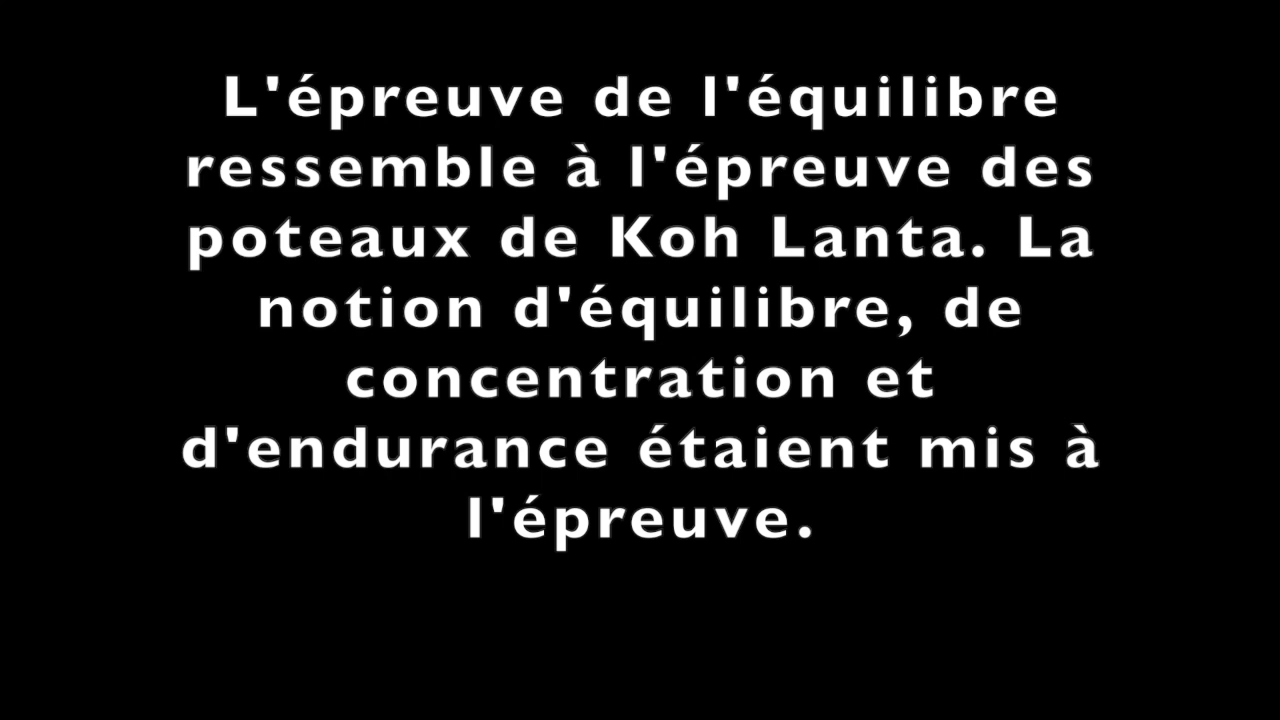 L'épreuve de l'équilibre
ressemble à l'épreuve des
poteaux de Koh Lanta. La
notion d'équilibre, de
concentration et
d'endurance étaient mis à
l'épreuve.